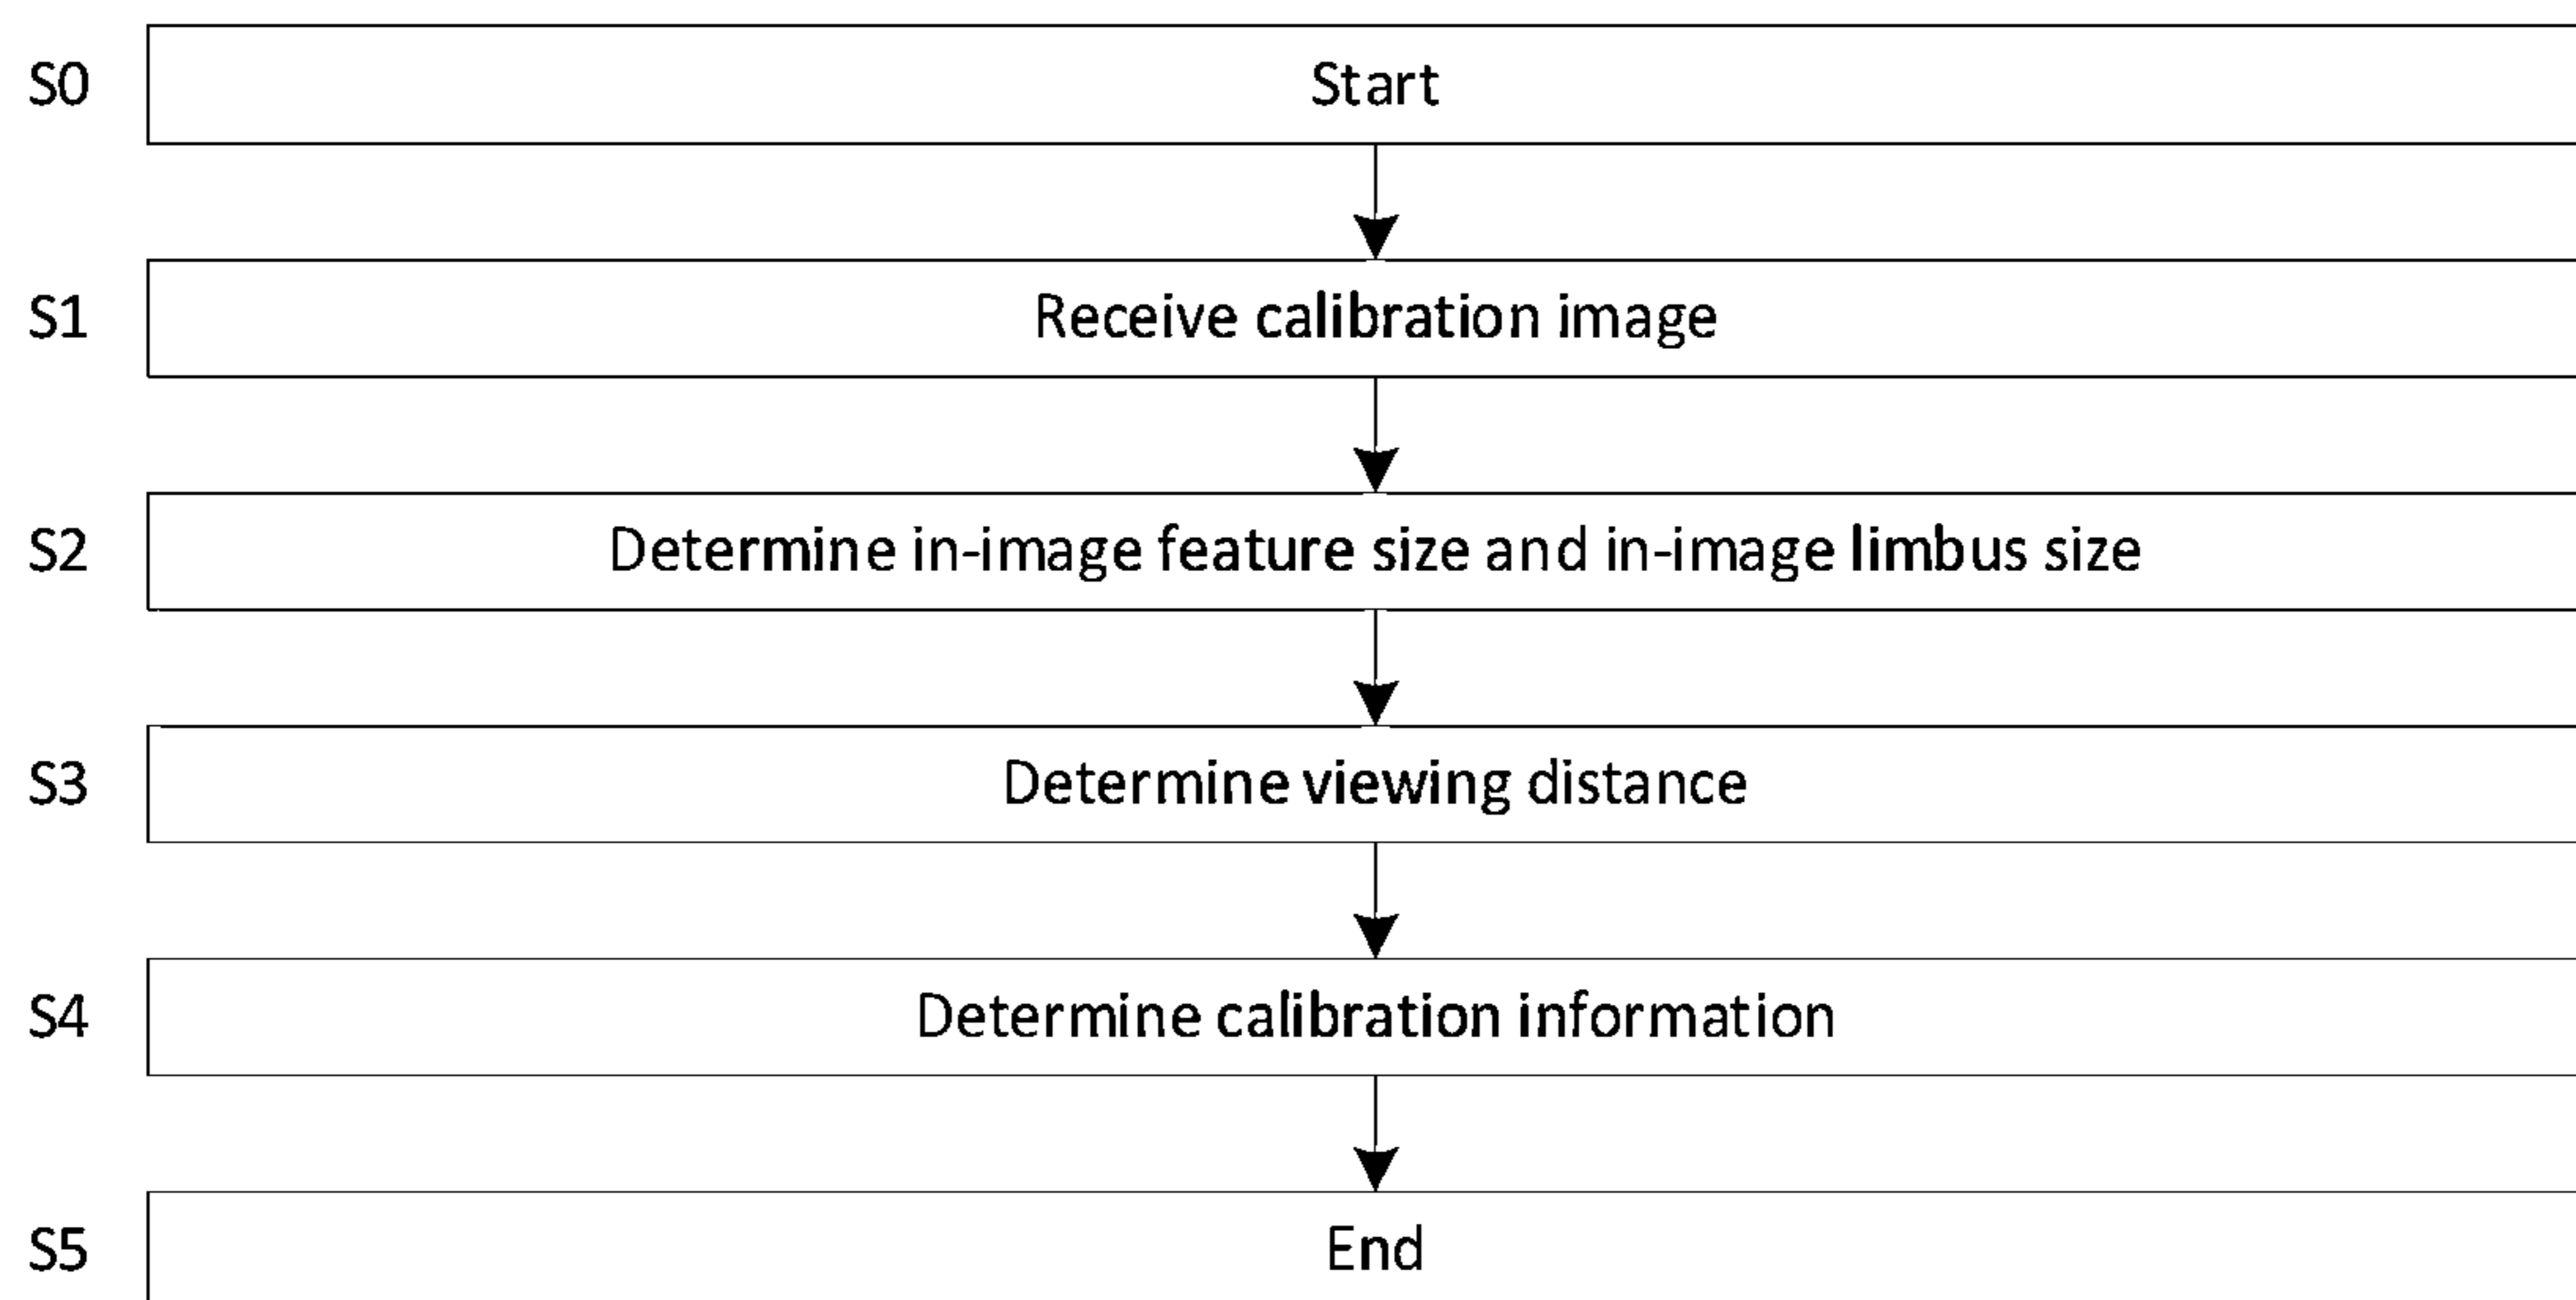 S0 Start
S1 Receive calibration image
S2 Determine in-image feature size and in-image limbus size
S3 Determine viewing distance
S4 Determine calibration information
S5 End